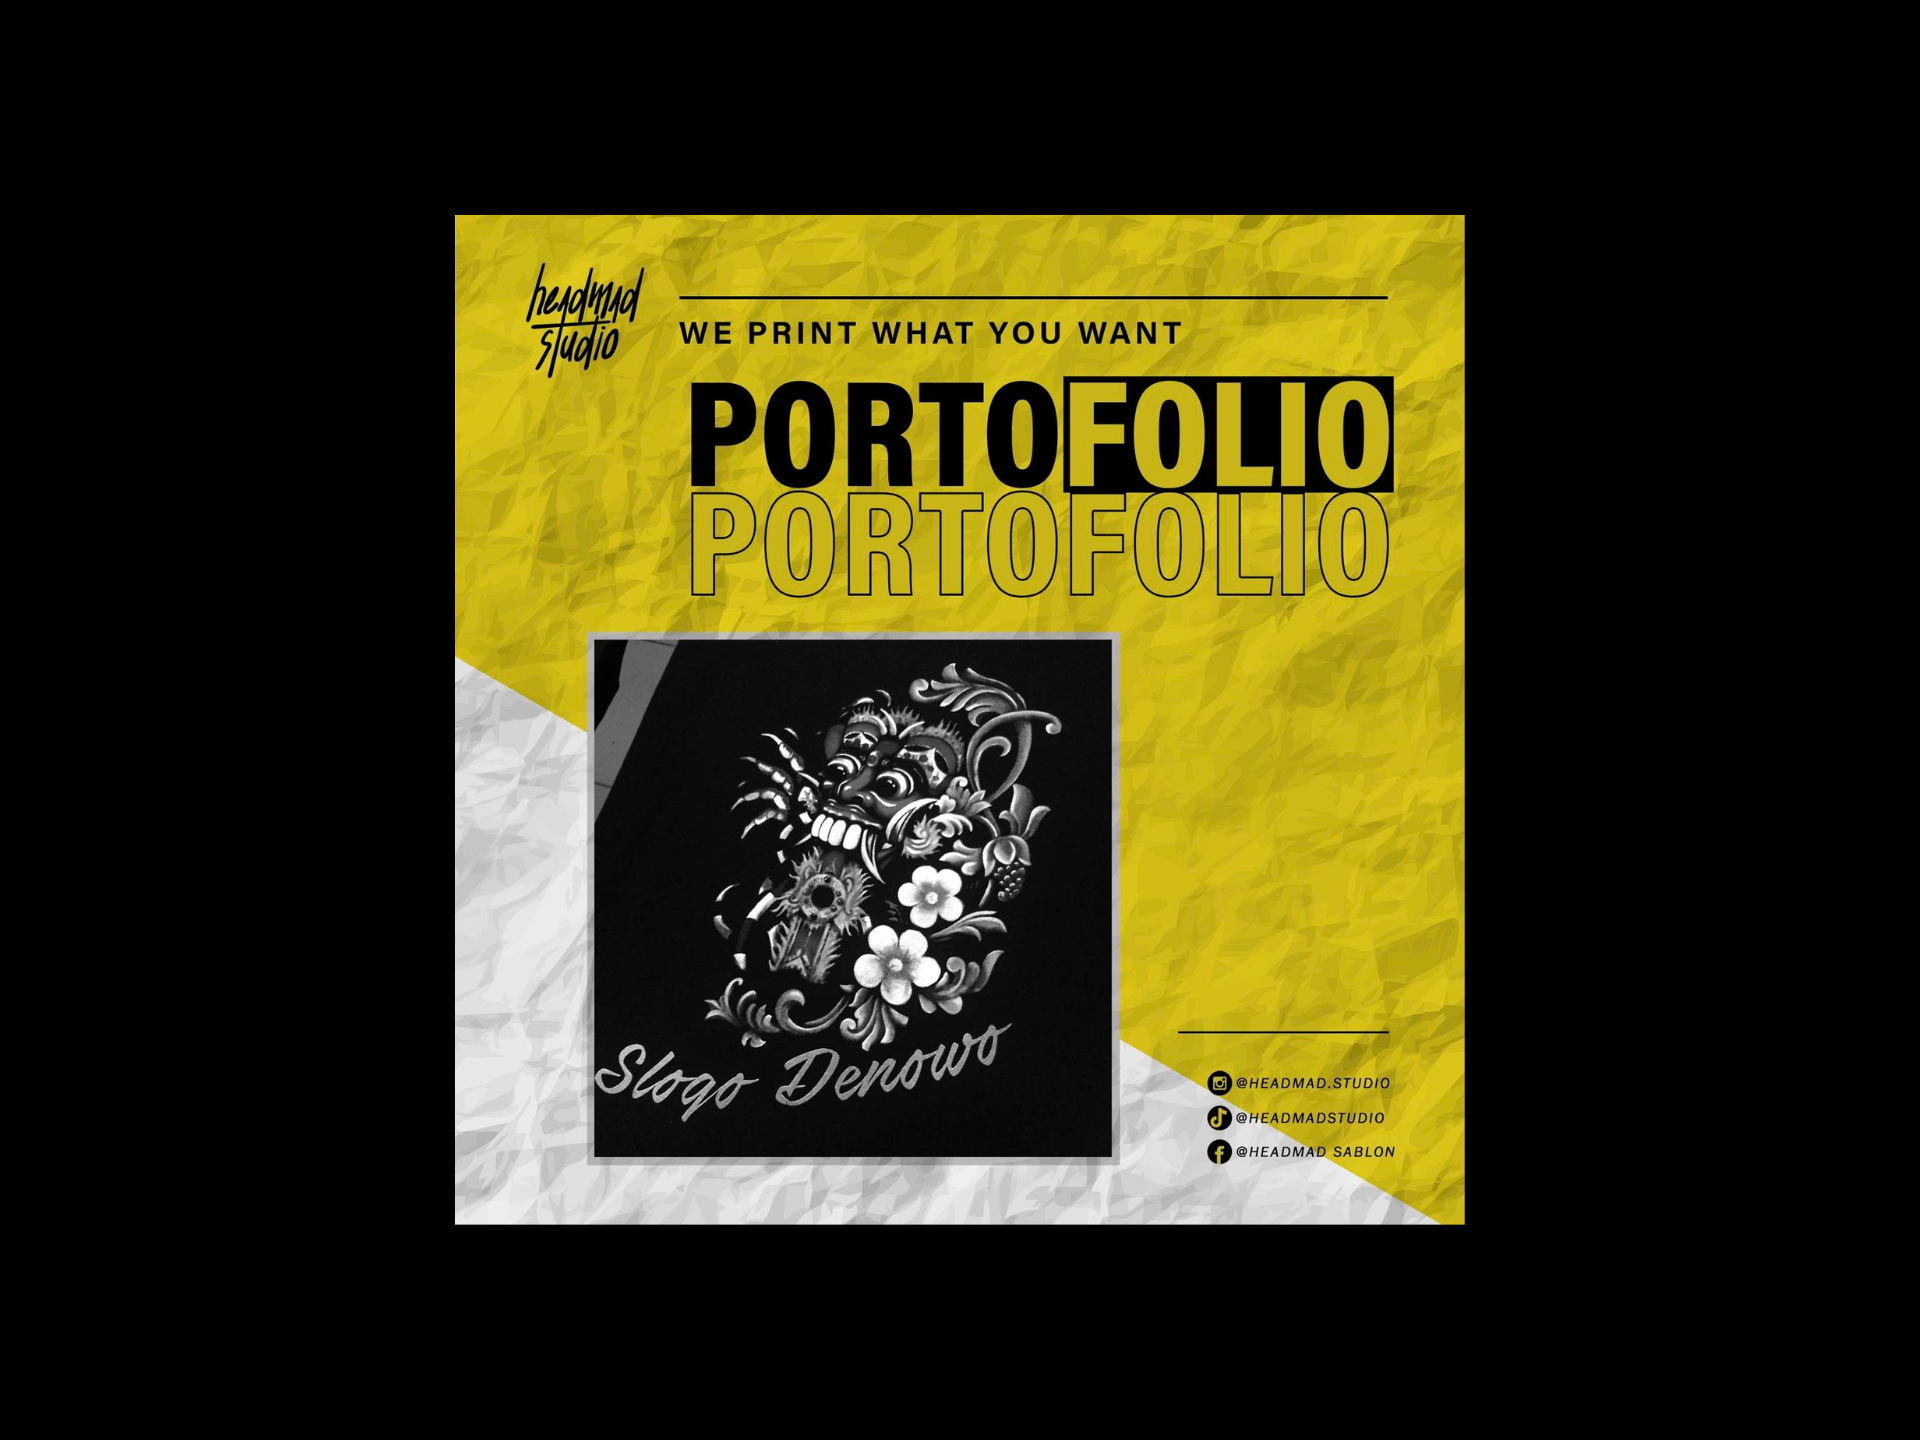 headmad
studio
WE PRINT WHAT YOU WANT
PORTOFOLIO
PORTOFOLIO
Slogo Denowo
@HEADMAD.STUDIO
@HEADMADSTUDIO
@HEADMAD SABLON